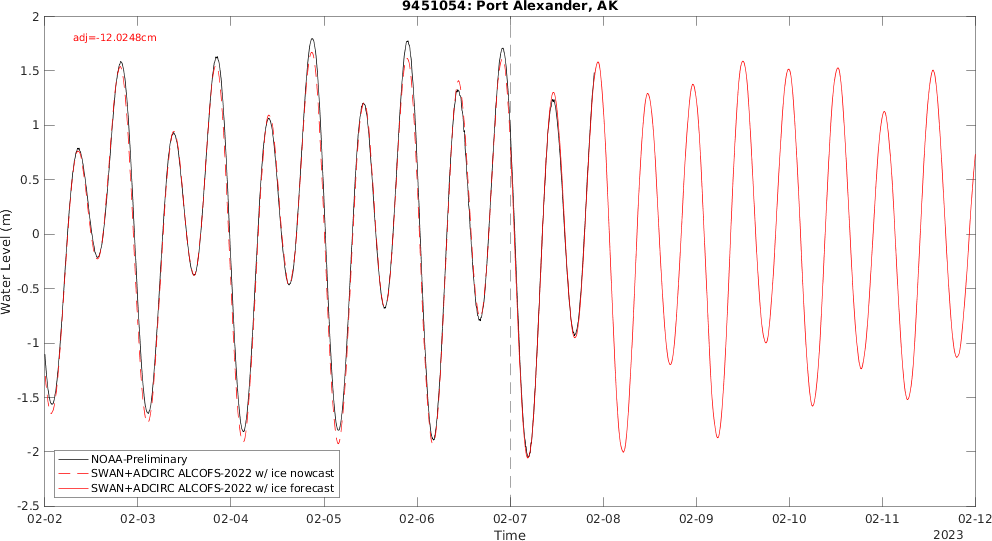 9451054: Port Alexander, AK
adj=-12.0248cm
2
1.5
1
0.5
0
-0.5
-1
-1.5
-2
-2.5
Water Level (m)
NOAA-Preliminary
SWAN+ADCIRC ALCOFS-2022 w/ ice nowcast
SWAN+ADCIRC ALCOFS-2022 w/ ice forecast
02-02 02-03 02-04 02-05 02-06 02-07 02-08 02-09 02-10 02-11 02-12
Time
2023